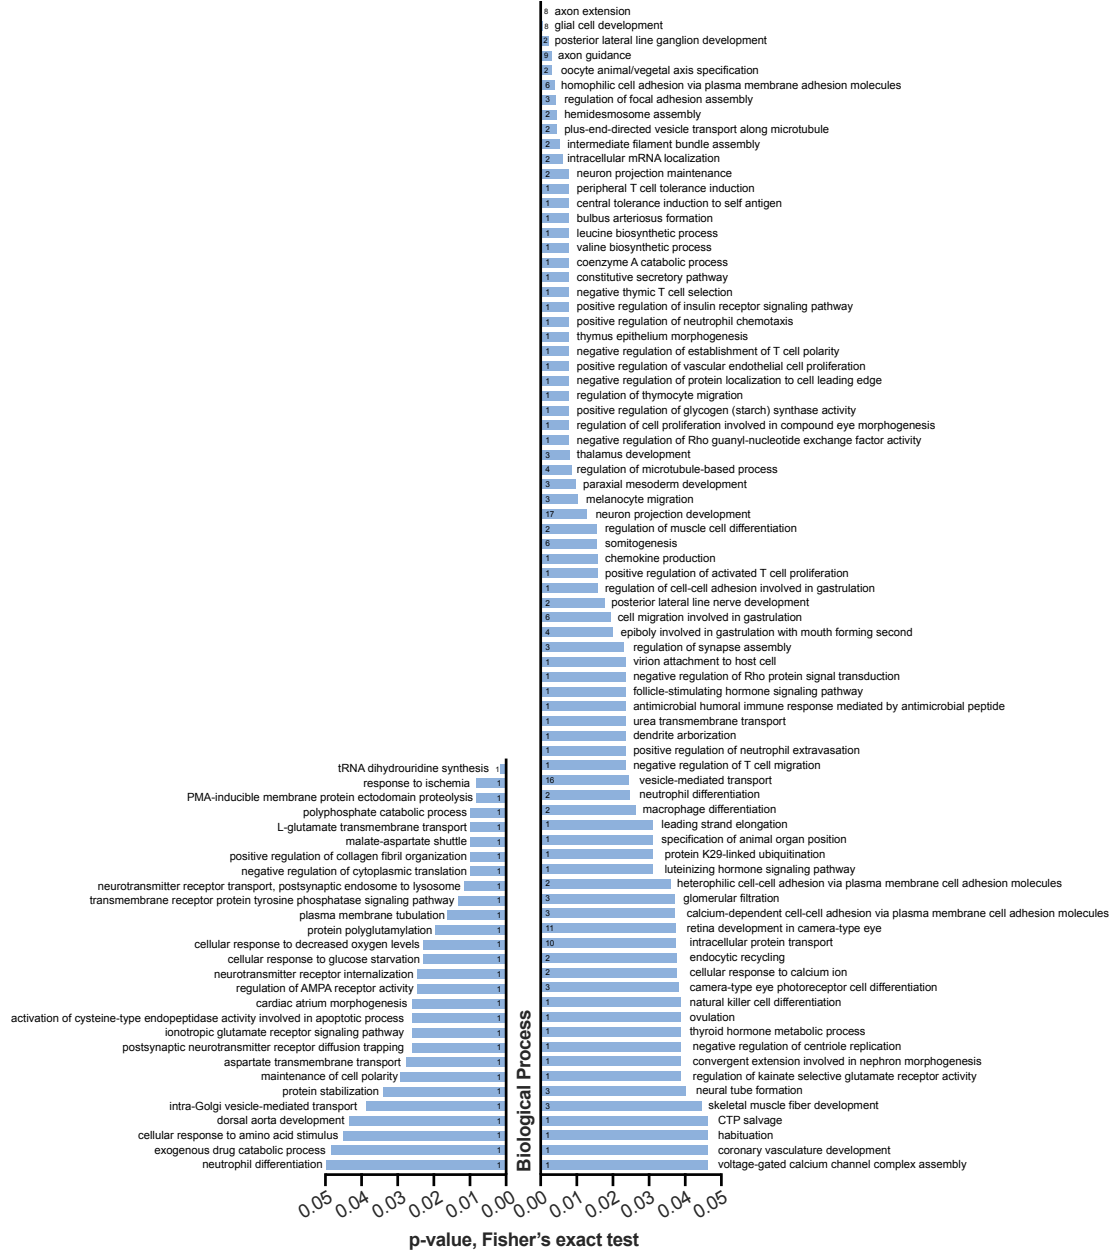 8 axon extension
8 glial cell development
2 posterior lateral line ganglion development
9 axon guidance
2 oocyte animal/vegetal axis specification
6 homophilic cell adhesion via plasma membrane adhesion molecules
3 regulation of focal adhesion assembly
2 hemidesmosome assembly
2 plus-end-directed vesicle transport along microtubule
2 intermediate filament bundle assembly
2 intracellular mRNA localization
2 neuron projection maintenance
1 peripheral T cell tolerance induction
1 central tolerance induction to self antigen
1 bulbus arteriosus formation
1 leucine biosynthetic process
1 valine biosynthetic process
1 coenzyme A catabolic process
1 constitutive secretory pathway
1 negative thymic T cell selection
1 positive regulation of insulin receptor signaling pathway
1 positive regulation of neutrophil chemotaxis
1 thymus epithelium morphogenesis
1 negative regulation of establishment of T cell polarity
1 positive regulation of vascular endothelial cell proliferation
1 negative regulation of protein localization to cell leading edge
1 regulation of thymocyte migration
1 positive regulation of glycogen (starch) synthase activity
1 regulation of cell proliferation involved in compound eye morphogenesis
1 negative regulation of Rho guanyl-nucleotide exchange factor activity
3 thalamus development
4 regulation of microtubule-based process
3 paraxial mesoderm development
3 melanocyte migration
17 neuron projection development
2 regulation of muscle cell differentiation
6 somitogenesis
1 chemokine production
1 positive regulation of activated T cell proliferation
1 regulation of cell-cell adhesion involved in gastrulation
2 posterior lateral line nerve development
6 cell migration involved in gastrulation
4 epiboly involved in gastrulation with mouth forming second
3 regulation of synapse assembly
1 virion attachment to host cell
1 negative regulation of Rho protein signal transduction
1 follicle-stimulating hormone signaling pathway
1 antimicrobial humoral immune response mediated by antimicrobial peptide
1 urea transmembrane transport
1 dendrite arborization
1 positive regulation of neutrophil extravasation
1 negative regulation of T cell migration
16 vesicle-mediated transport
2 neutrophil differentiation
2 macrophage differentiation
1 leading strand elongation
1 specification of animal organ position
1 protein K29-linked ubiquitination
1 luteinizing hormone signaling pathway
2 heterophilic cell-cell adhesion via plasma membrane cell adhesion molecules
3 glomerular filtration
3 calcium-dependent cell-cell adhesion via plasma membrane cell adhesion molecules
11 retina development in camera-type eye
10 intracellular protein transport
2 endocytic recycling
2 cellular response to calcium ion
3 camera-type eye photoreceptor cell differentiation
1 natural killer cell differentiation
1 ovulation
1 thyroid hormone metabolic process
1 negative regulation of centriole replication
1 convergent extension involved in nephron morphogenesis
1 regulation of kainate selective glutamate receptor activity
3 neural tube formation
3 skeletal muscle fiber development
1 CTP salvage
1 habituation
1 coronary vasculature development
1 voltage-gated calcium channel complex assembly
tRNA dihydrouridine synthesis 1
response to ischemia 1
PMA-inducible membrane protein ectodomain proteolysis 1
polyphosphate catabolic process 1
L-glutamate transmembrane transport 1
malate-aspartate shuttle 1
positive regulation of collagen fibril organization 1
negative regulation of cytoplasmic translation 1
neurotransmitter receptor transport, postsynaptic endosome to lysosome 1
transmembrane receptor protein tyrosine phosphatase signaling pathway 1
plasma membrane tubulation 1
protein polyglutamylation 1
cellular response to decreased oxygen levels 1
cellular response to glucose starvation 1
neurotransmitter receptor internalization 1
regulation of AMPA receptor activity 1
cardiac atrium morphogenesis 1
activation of cysteine-type endopeptidase activity involved in apoptotic process 1
ionotropic glutamate receptor signaling pathway 1
postsynaptic neurotransmitter receptor diffusion trapping 1
aspartate transmembrane transport 1
maintenance of cell polarity 1
protein stabilization 1
intra-Golgi vesicle-mediated transport 1
dorsal aorta development 1
cellular response to amino acid stimulus 1
exogenous drug catabolic process 1
neutrophil differentiation 1
Biological Process
0.05 0.04 0.03 0.02 0.01 0.00 0.00 0.01 0.02 0.03 0.04 0.05
p-value, Fisher's exact test